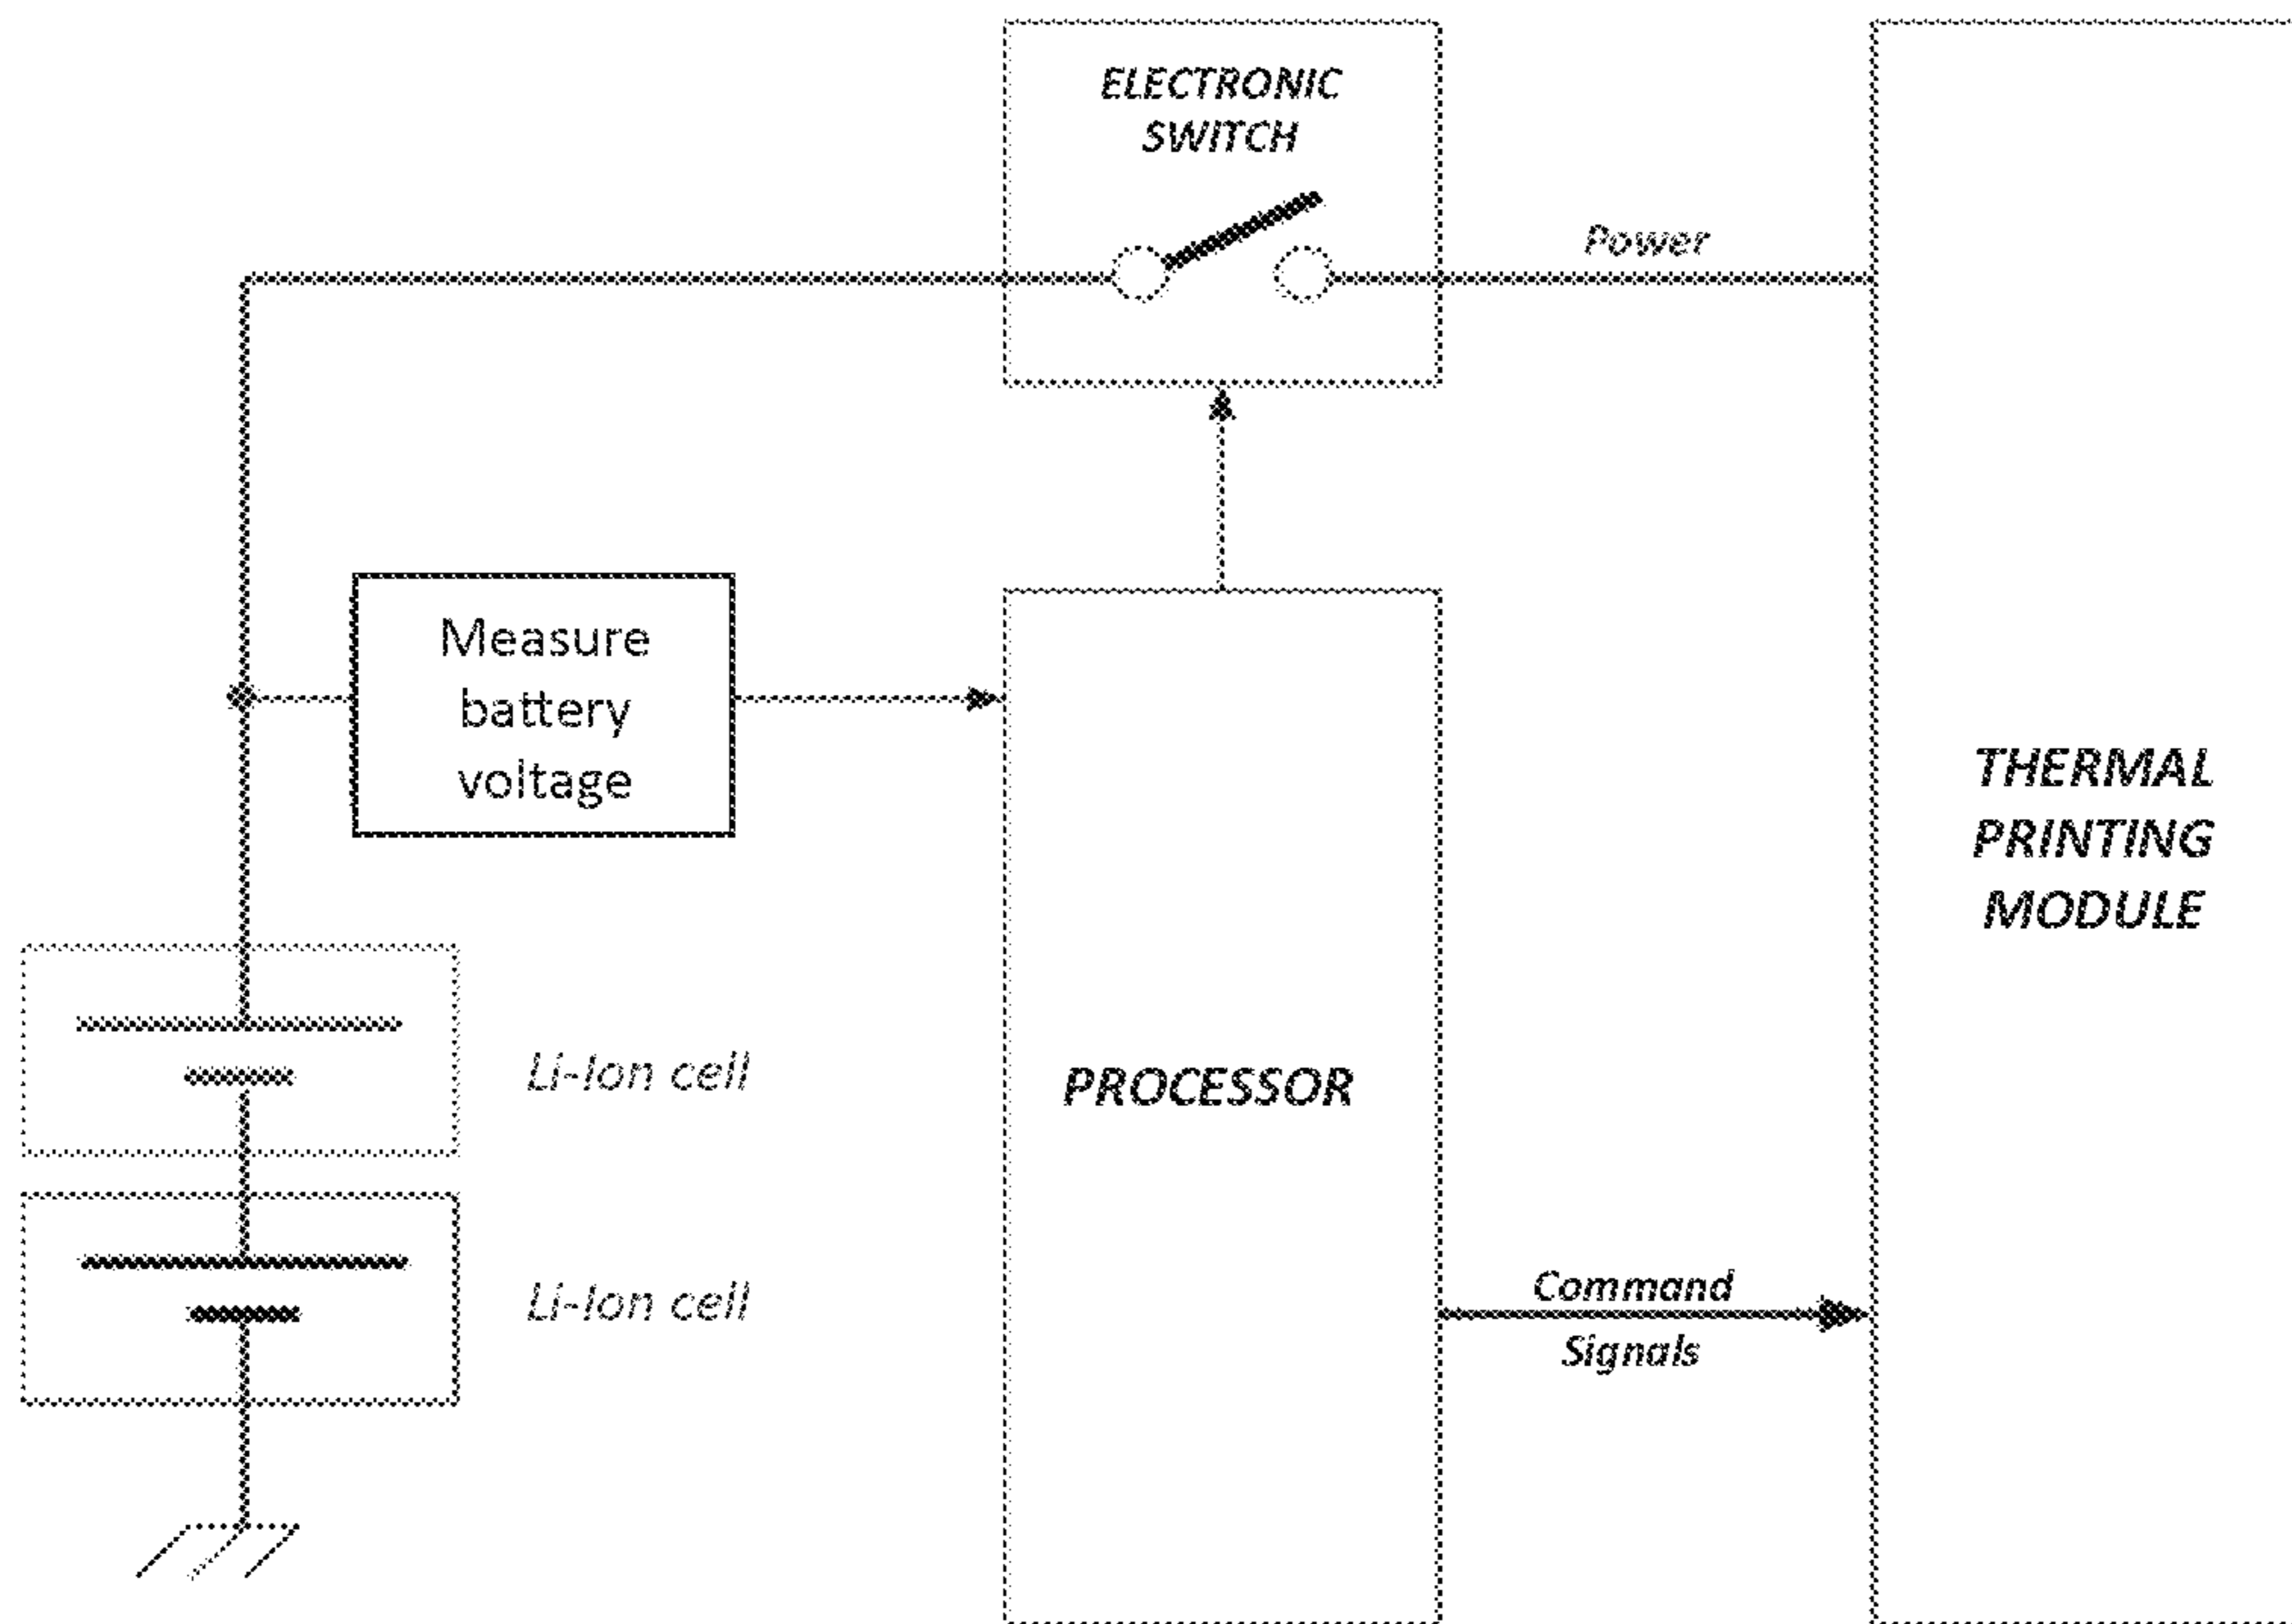 ELECTRONIC
SWITCH
Power
Measure
battery
voltage
THERMAL
PRINTING
MODULE
Li-Ion cell
PROCESSOR
Li-Ion cell
Command
Signals